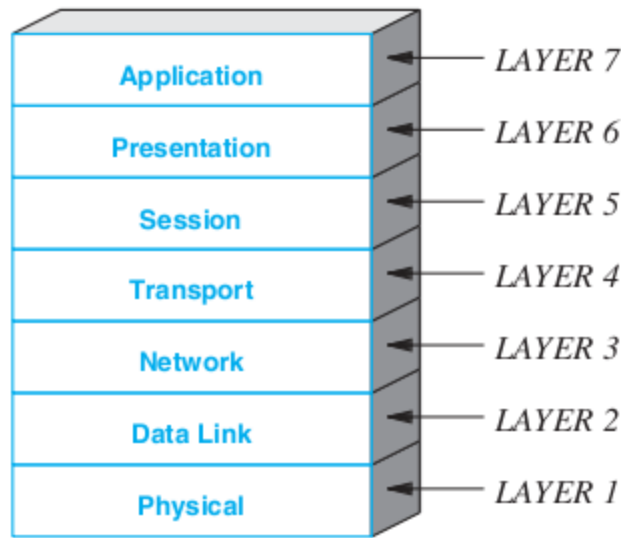 Application LAYER 7
Presentation LAYER 6
Session LAYER 5
Transport LAYER 4
Network LAYER 3
Data Link LAYER 2
Physical LAYER 1